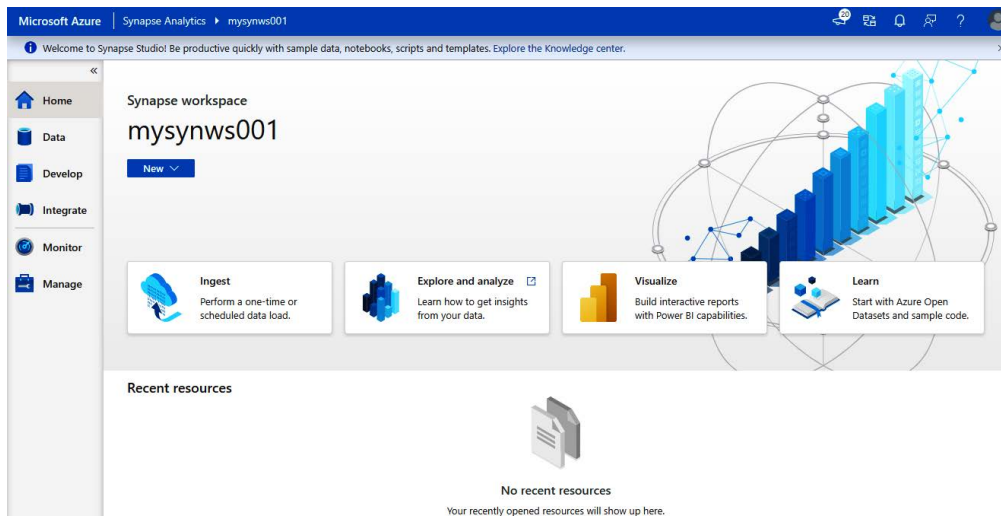 Microsoft Azure
Synapse Analytics
mysynws001
20
?
Welcome to Synapse Studio! Be productive quickly with sample data, notebooks, scripts and templates. Explore the Knowledge center.
«
Home
Data
Develop
Integrate
Monitor
Manage
Synapse workspace
mysynws001
New
Ingest
Perform a one-time or
scheduled data load.
Explore and analyze
Learn how to get insights
from your data.
Visualize
Build interactive reports
with Power BI capabilities.
Learn
Start with Azure Open
Datasets and sample code.
Recent resources
No recent resources
Your recently opened resources will show up here.